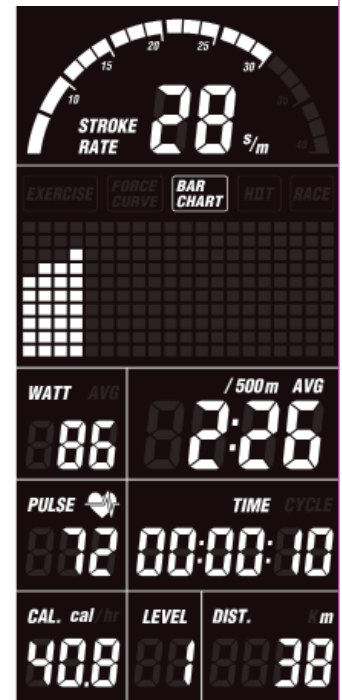 10 15 20 25 30 35 40
STROKE RATE 28 s/m
EXERCISE FORCE CURVE BAR CHART HIIT RACE
WATT AVG /500m AVG
86 2:26
PULSE TIME CYCLE
72 00:00:10
CAL. cal/hr LEVEL DIST. Km
40.8 1 38